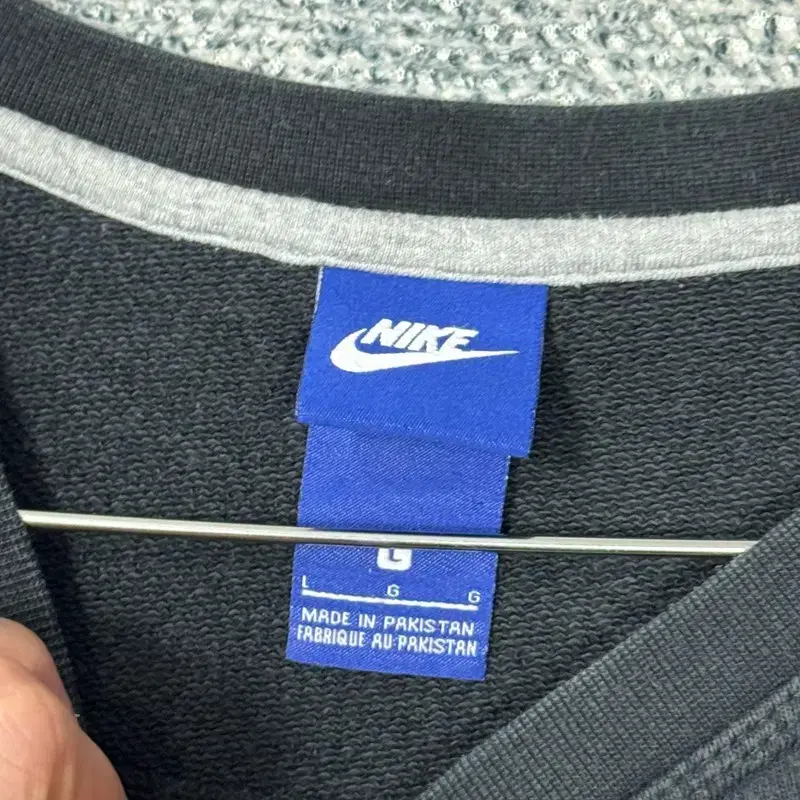 NIKE
L G G
MADE IN PAKISTAN
FABRIQUE AU PAKISTAN